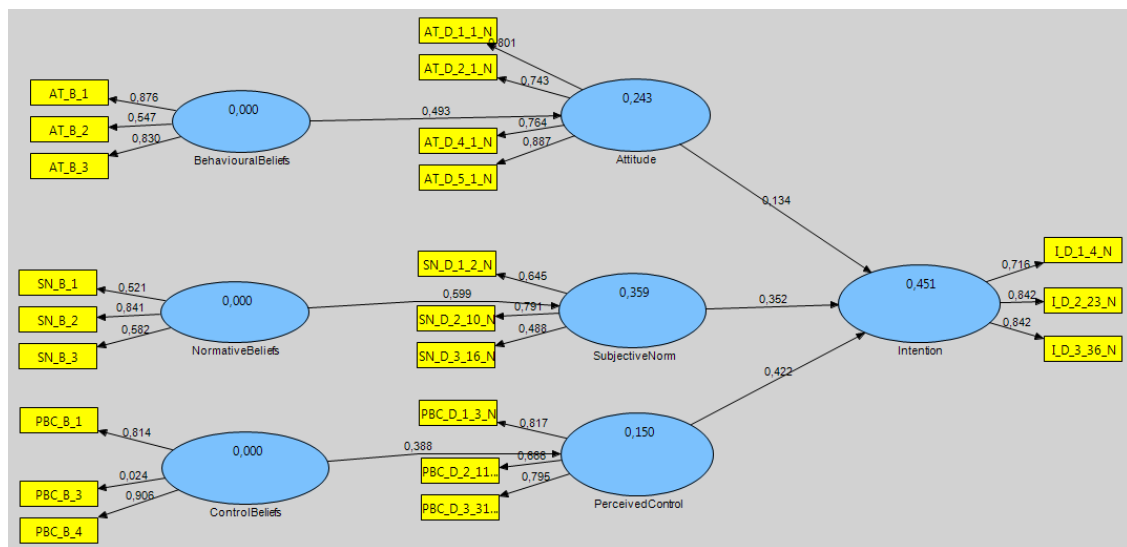 AT_B_1
0,876
AT_B_2
0,547
AT_B_3
0,830
0,000
BehaviouralBeliefs
0,493
AT_D_1_1_N
0,801
AT_D_2_1_N
0,743
AT_D_4_1_N
0,764
AT_D_5_1_N
0,887
0,243
Attitude
0,134
SN_B_1
0,521
SN_B_2
0,841
SN_B_3
0,582
0,000
NormativeBeliefs
0,599
SN_D_1_2_N
0,645
SN_D_2_10_N
0,791
SN_D_3_16_N
0,488
0,359
SubjectiveNorm
0,352
0,451
Intention
I_D_1_4_N
0,716
I_D_2_23_N
0,842
I_D_3_36_N
0,842
PBC_B_1
0,814
PBC_B_3
0,024
PBC_B_4
0,906
0,000
ControlBeliefs
0,388
PBC_D_1_3_N
0,817
PBC_D_2_11...
PBC_D_3_31...
0,795
0,150
PerceivedControl
0,422